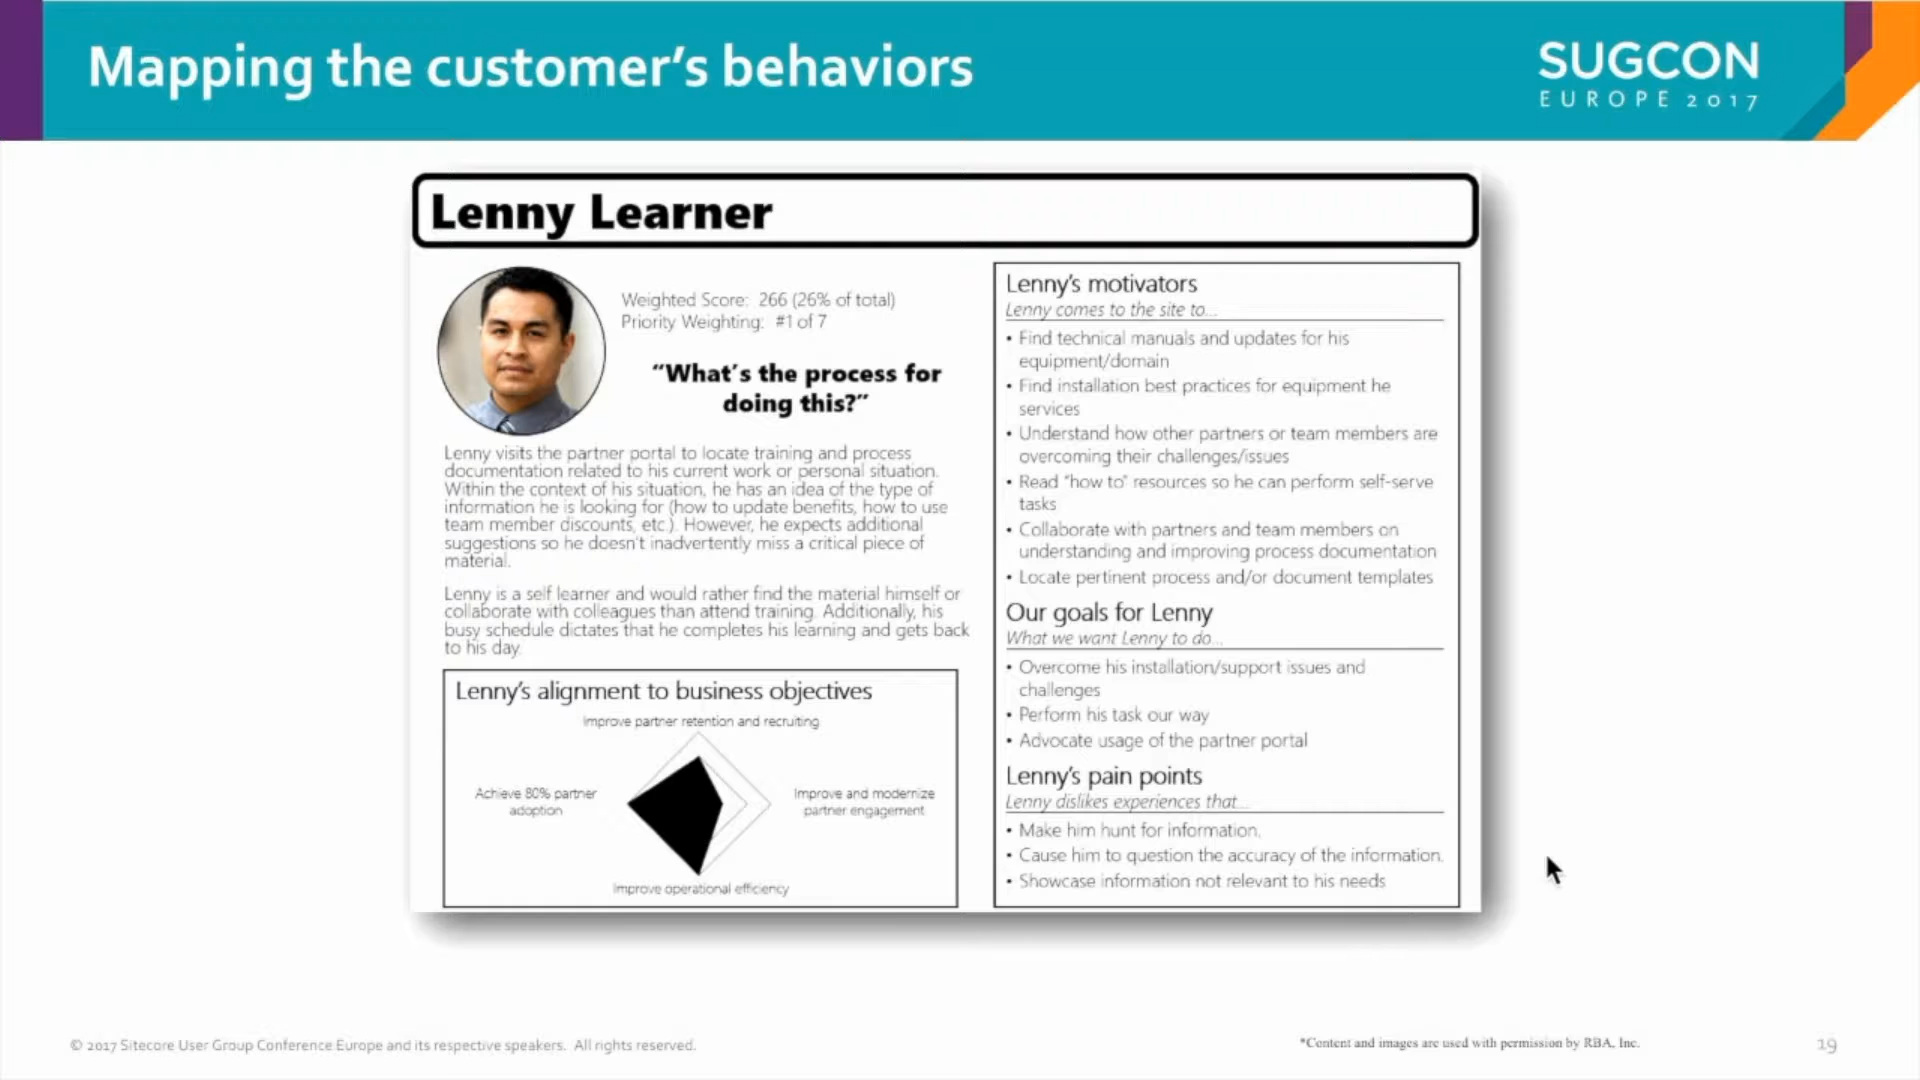 Mapping the customer's behaviors
SUGCON
EUROPE 2017
Lenny Learner
Weighted Score: 266 (26% of total)
Priority Weighting: #1 of 7
"What's the process for
doing this?"
Lenny visits the partner portal to locate training and process
documentation related to his current work or personal situation.
Within the context of his situation, he has an idea of the type of
information he is looking for (how to update benefits, how to use
team member discounts, etc.). However, he expects additional
suggestions so he doesn't inadvertently miss a critical piece of
material.
Lenny is a self learner and would rather find the material himself or
collaborate with colleagues than attend training. Additionally, his
busy schedule dictates that he completes his learning and gets back
to his day.
Lenny's alignment to business objectives
Improve partner retention and recruiting
Achieve 80% partner
adoption
Improve and modernize
partner engagement
Improve operational efficiency
Lenny's motivators
Lenny comes to the site to...
• Find technical manuals and updates for his
equipment/domain
• Find installation best practices for equipment he
services
• Understand how other partners or team members are
overcoming their challenges/issues
• Read "how to" resources so he can perform self-serve
tasks
• Collaborate with partners and team members on
understanding and improving process documentation
• Locate pertinent process and/or document templates
Our goals for Lenny
What we want Lenny to do...
• Overcome his installation/support issues and
challenges
• Perform his task our way
• Advocate usage of the partner portal
Lenny's pain points
Lenny dislikes experiences that...
• Make him hunt for information.
• Cause him to question the accuracy of the information.
• Showcase information not relevant to his needs
© 2017 Sitecore User Group Conference Europe and its respective speakers. All rights reserved.
*Content and images are used with permission by RBA, Inc.
19